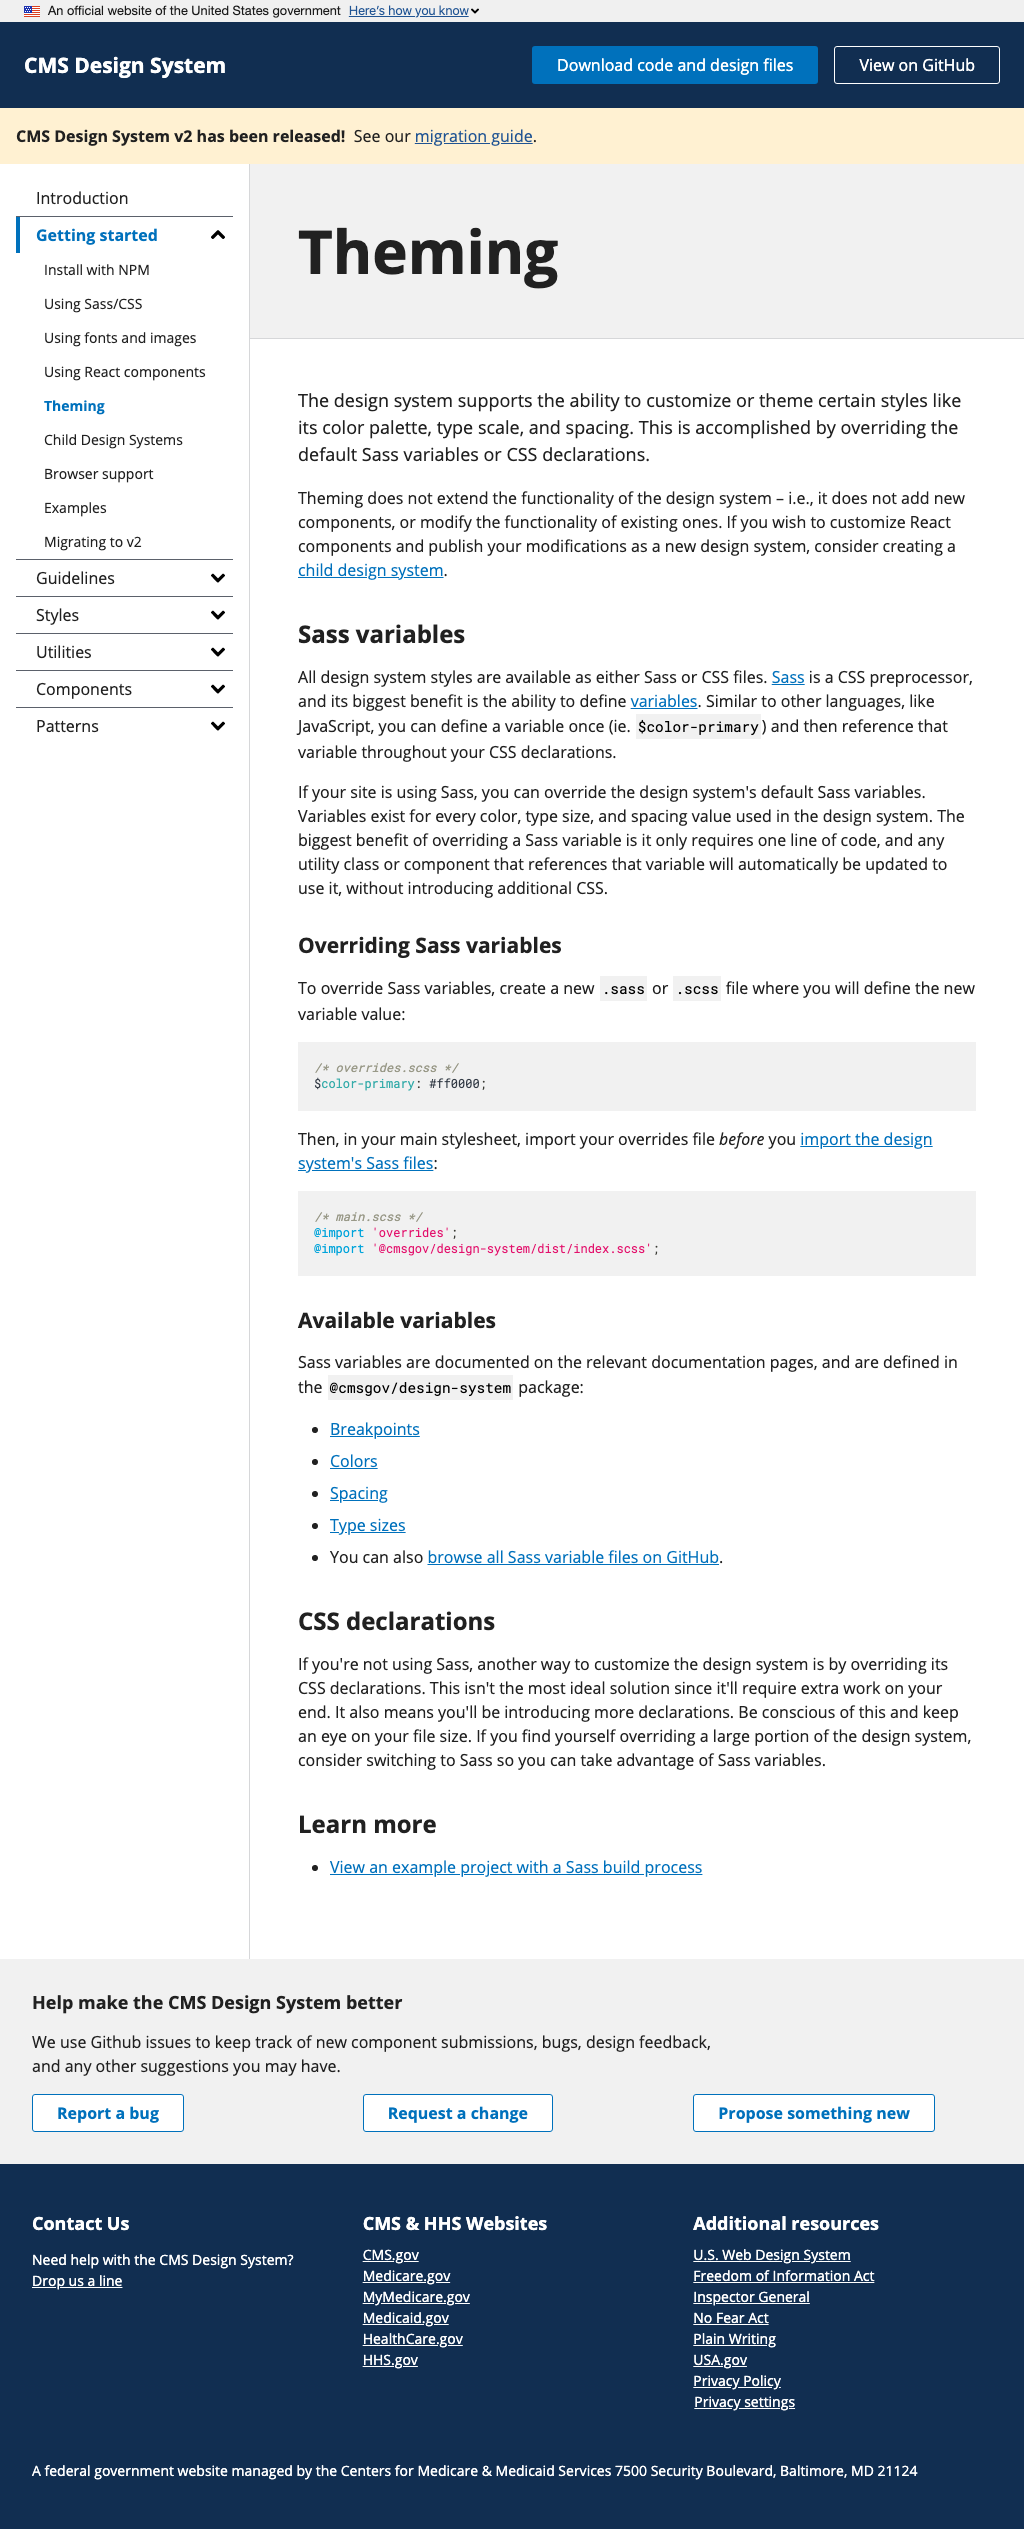 An official website of the United States government Here's how you know
CMS Design System
Download code and design files
View on GitHub
CMS Design System v2 has been released! See our migration guide.
Introduction
Getting started
Install with NPM
Using Sass/CSS
Using fonts and images
Using React components
Theming
Child Design Systems
Browser support
Examples
Migrating to v2
Guidelines
Styles
Utilities
Components
Patterns
Theming
The design system supports the ability to customize or theme certain styles like
its color palette, type scale, and spacing. This is accomplished by overriding the
default Sass variables or CSS declarations.
Theming does not extend the functionality of the design system – i.e., it does not add new
components, or modify the functionality of existing ones. If you wish to customize React
components and publish your modifications as a new design system, consider creating a
child design system.
Sass variables
All design system styles are available as either Sass or CSS files. Sass is a CSS preprocessor,
and its biggest benefit is the ability to define variables. Similar to other languages, like
JavaScript, you can define a variable once (ie. $color-primary) and then reference that
variable throughout your CSS declarations.
If your site is using Sass, you can override the design system's default Sass variables.
Variables exist for every color, type size, and spacing value used in the design system. The
biggest benefit of overriding a Sass variable is it only requires one line of code, and any
utility class or component that references that variable will automatically be updated to
use it, without introducing additional CSS.
Overriding Sass variables
To override Sass variables, create a new .sass or .scss file where you will define the new
variable value:
/* overrides.scss */
$color-primary: #ff0000;
Then, in your main stylesheet, import your overrides file before you import the design
system's Sass files:
/* main.scss */
@import 'overrides';
@import '@cmsgov/design-system/dist/index.scss';
Available variables
Sass variables are documented on the relevant documentation pages, and are defined in
the @cmsgov/design-system package:
• Breakpoints
• Colors
• Spacing
• Type sizes
• You can also browse all Sass variable files on GitHub.
CSS declarations
If you're not using Sass, another way to customize the design system is by overriding its
CSS declarations. This isn't the most ideal solution since it'll require extra work on your
end. It also means you'll be introducing more declarations. Be conscious of this and keep
an eye on your file size. If you find yourself overriding a large portion of the design system,
consider switching to Sass so you can take advantage of Sass variables.
Learn more
• View an example project with a Sass build process
Help make the CMS Design System better
We use Github issues to keep track of new component submissions, bugs, design feedback,
and any other suggestions you may have.
Report a bug
Request a change
Propose something new
Contact Us
Need help with the CMS Design System?
Drop us a line
CMS & HHS Websites
CMS.gov
Medicare.gov
MyMedicare.gov
Medicaid.gov
HealthCare.gov
HHS.gov
Additional resources
U.S. Web Design System
Freedom of Information Act
Inspector General
No Fear Act
Plain Writing
USA.gov
Privacy Policy
Privacy settings
A federal government website managed by the Centers for Medicare & Medicaid Services 7500 Security Boulevard, Baltimore, MD 21124